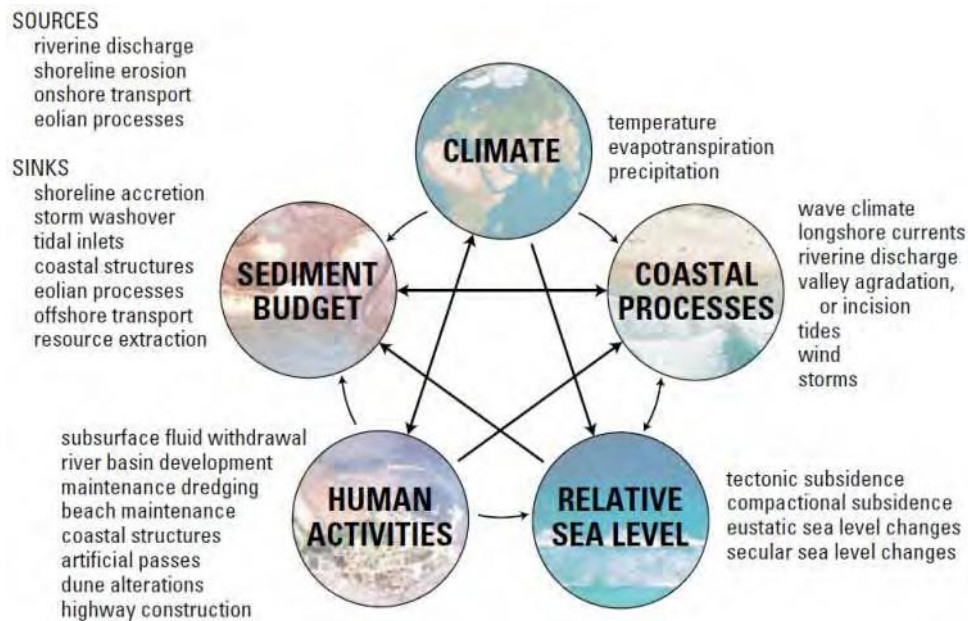 SOURCES
riverine discharge
shoreline erosion
onshore transport
eolian processes
SINKS
shoreline accretion
storm washover
tidal inlets
coastal structures
eolian processes
offshore transport
resource extraction
CLIMATE
temperature
evapotranspiration
precipitation
SEDIMENT
BUDGET
COASTAL
PROCESSES
wave climate
longshore currents
riverine discharge
valley agradation,
or incision
tides
wind
storms
subsurface fluid withdrawal
river basin development
maintenance dredging
beach maintenance
coastal structures
artificial passes
dune alterations
highway construction
HUMAN
ACTIVITIES
RELATIVE
SEA LEVEL
tectonic subsidence
compactional subsidence
eustatic sea level changes
secular sea level changes